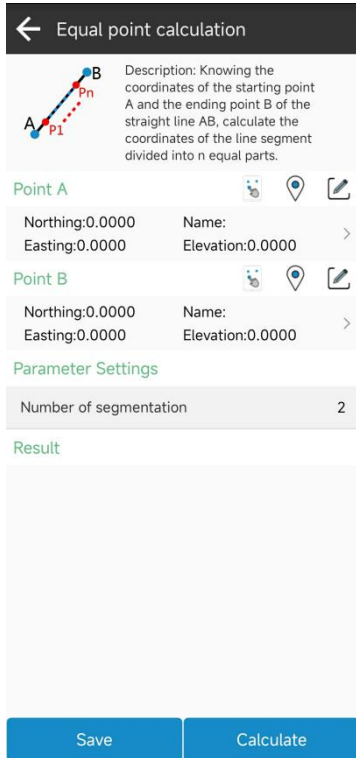 Equal point calculation
B
Pn
A
P1
Description: Knowing the
coordinates of the starting point
A and the ending point B of the
straight line AB, calculate the
coordinates of the line segment
divided into n equal parts.
Point A
Northing:0.0000 Name:
Easting:0.0000 Elevation:0.0000
Point B
Northing:0.0000 Name:
Easting:0.0000 Elevation:0.0000
Parameter Settings
Number of segmentation 2
Result
Save Calculate